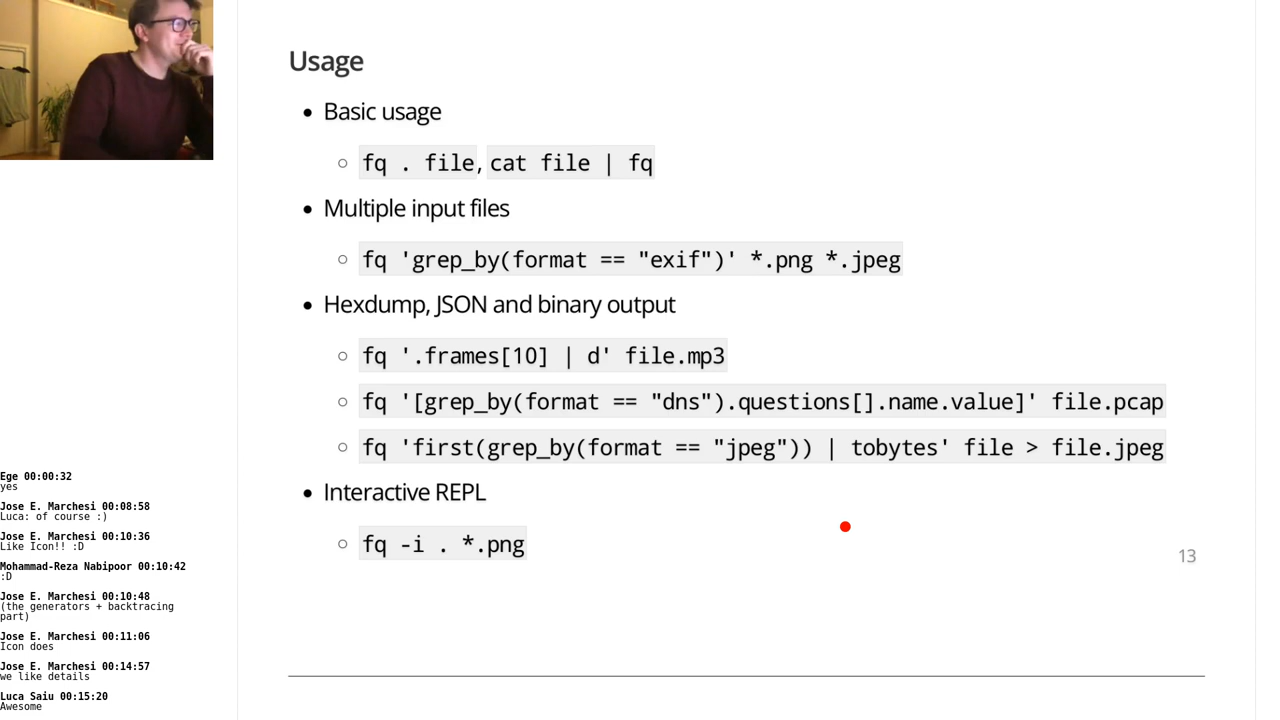 Usage
Basic usage
fq . file, cat file | fq
Multiple input files
fq 'grep_by(format == "exif")' *.png *.jpeg
Hexdump, JSON and binary output
fq '.frames[10] | d' file.mp3
fq '[grep_by(format == "dns").questions[].name.value]' file.pcap
fq 'first(grep_by(format == "jpeg")) | tobytes' file > file.jpeg
Interactive REPL
fq -i . *.png
13
Ege 00:00:32
yes
Jose E. Marchesi 00:08:58
Luca: of course :)
Jose E. Marchesi 00:10:36
Like Icon!! :D
Mohammad-Reza Nabipoor 00:10:42
:D
Jose E. Marchesi 00:10:48
(the generators + backtracing
part)
Jose E. Marchesi 00:11:06
Icon does
Jose E. Marchesi 00:14:57
we like details
Luca Saiu 00:15:20
Awesome